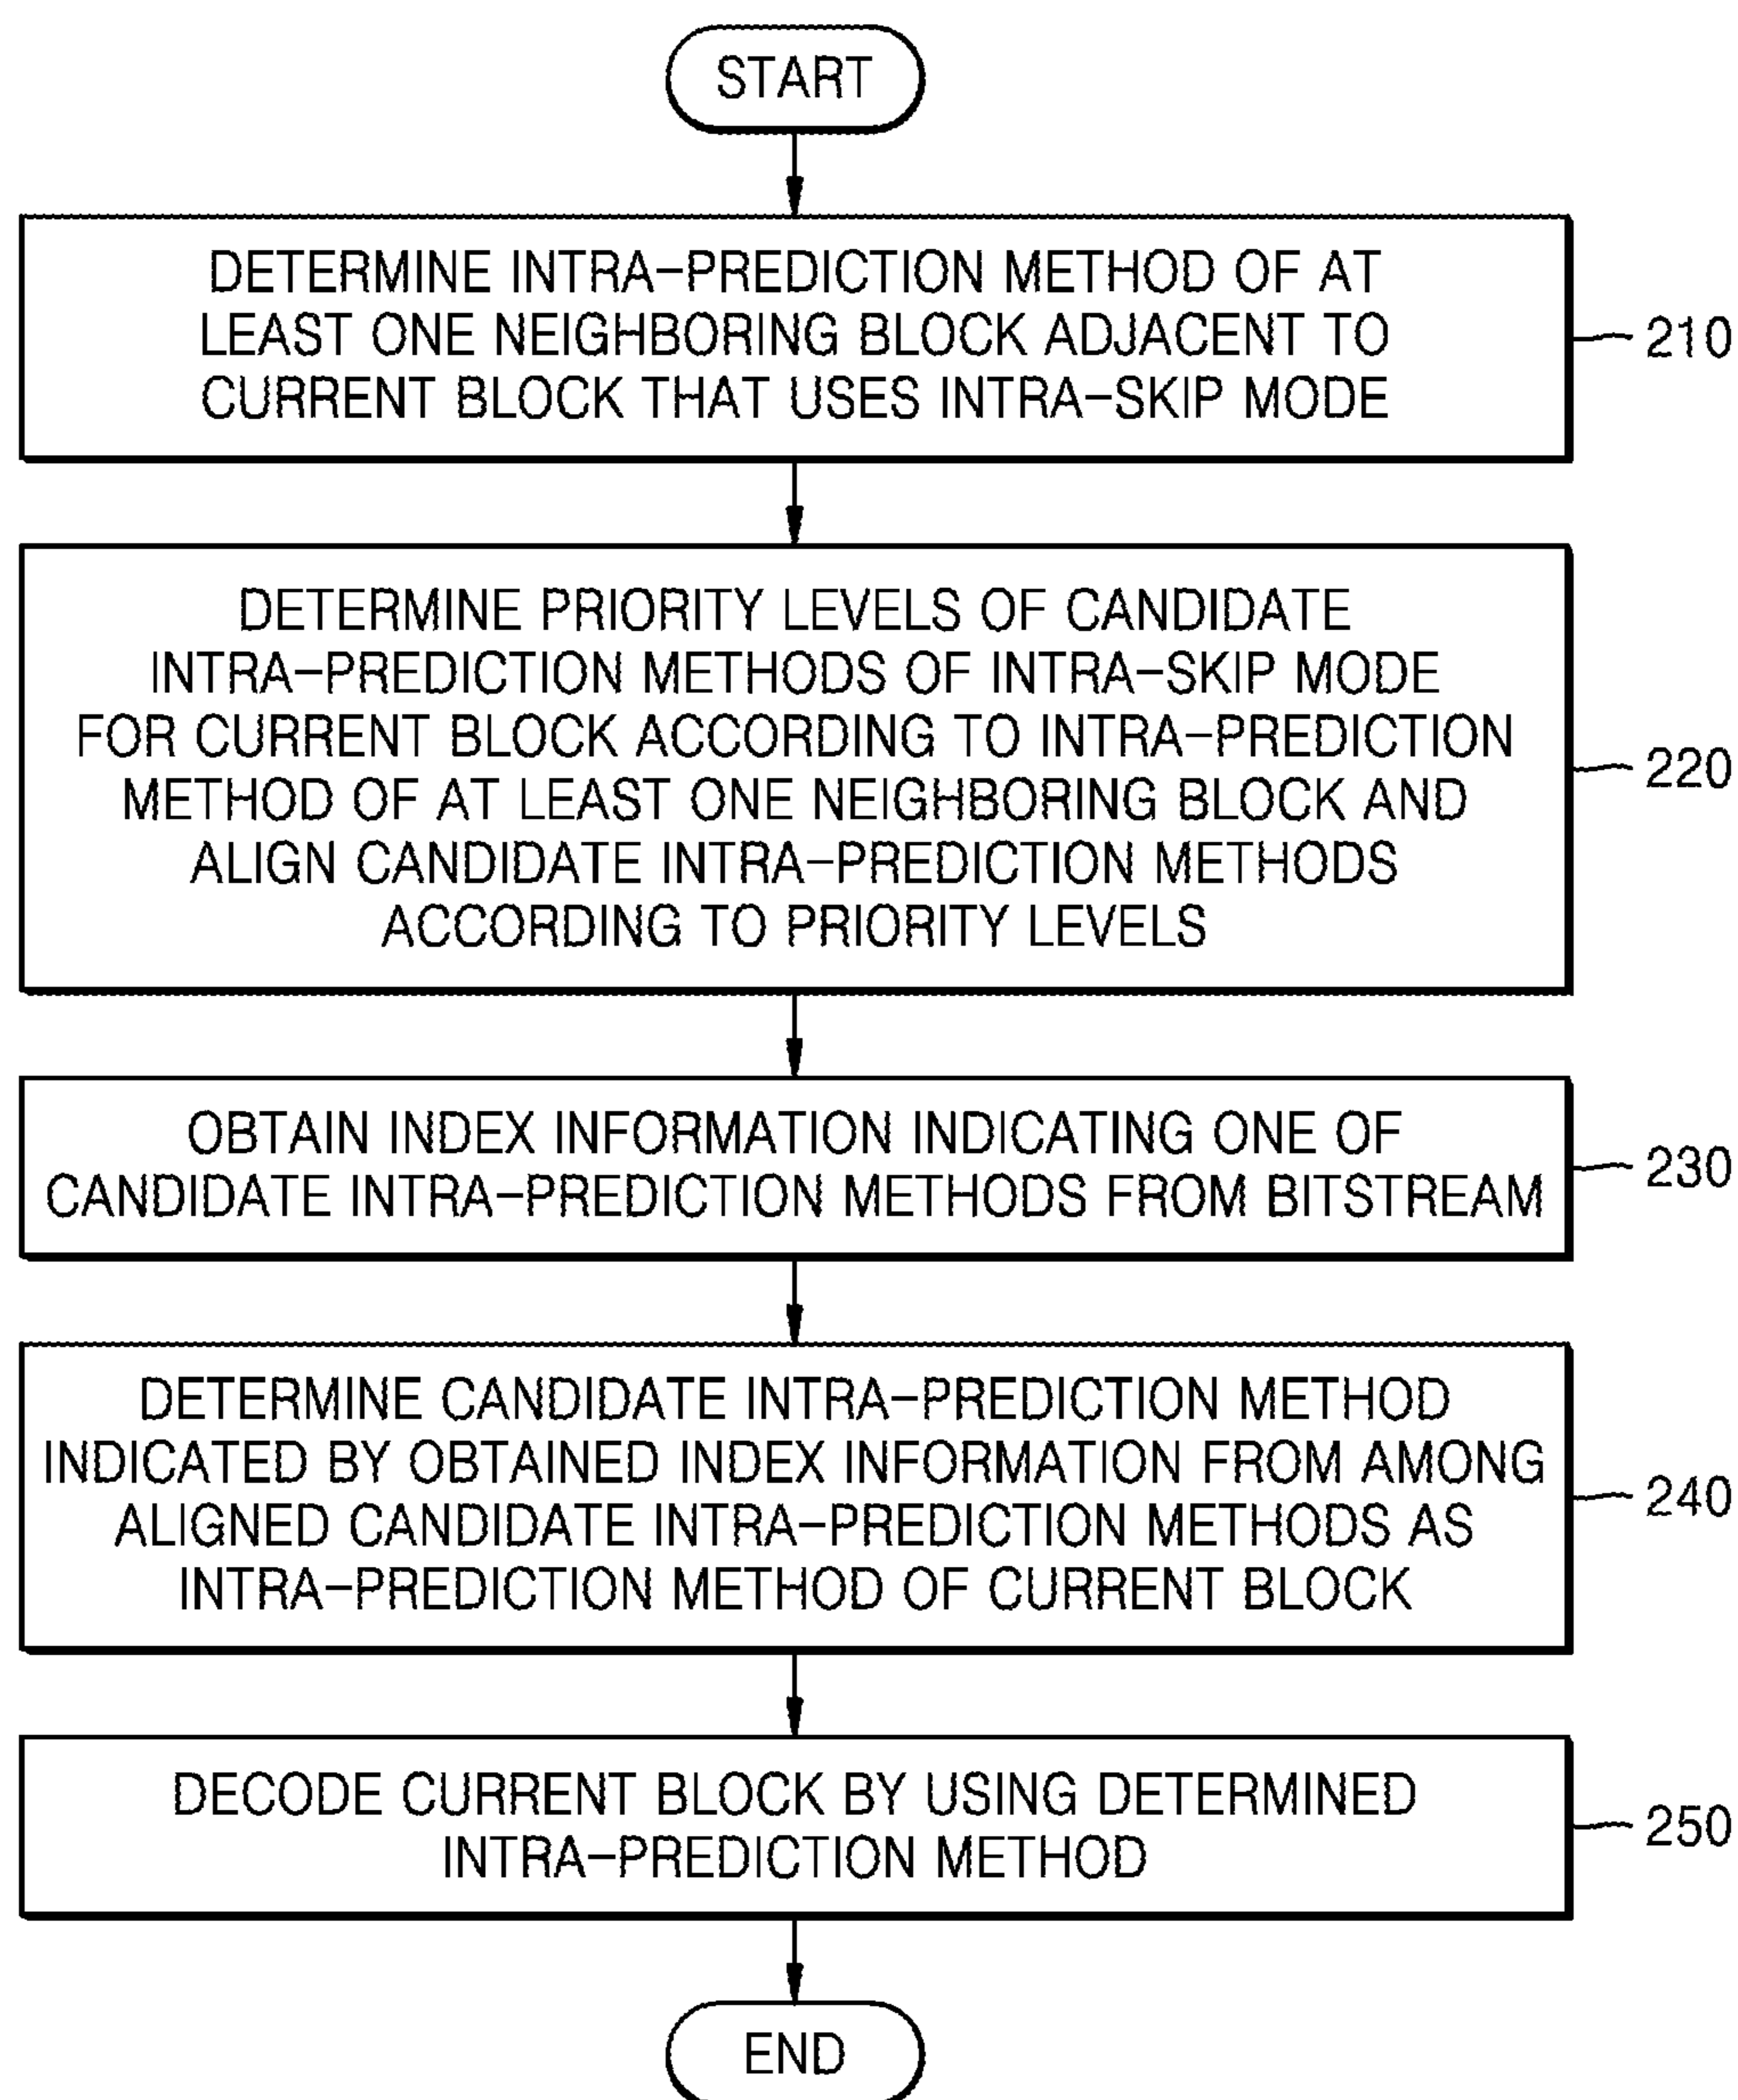 START
DETERMINE INTRA-PREDICTION METHOD OF AT
LEAST ONE NEIGHBORING BLOCK ADJACENT TO
CURRENT BLOCK THAT USES INTRA-SKIP MODE
210
DETERMINE PRIORITY LEVELS OF CANDIDATE
INTRA-PREDICTION METHODS OF INTRA-SKIP MODE
FOR CURRENT BLOCK ACCORDING TO INTRA-PREDICTION
METHOD OF AT LEAST ONE NEIGHBORING BLOCK AND
ALIGN CANDIDATE INTRA-PREDICTION METHODS
ACCORDING TO PRIORITY LEVELS
220
OBTAIN INDEX INFORMATION INDICATING ONE OF
CANDIDATE INTRA-PREDICTION METHODS FROM BITSTREAM
230
DETERMINE CANDIDATE INTRA-PREDICTION METHOD
INDICATED BY OBTAINED INDEX INFORMATION FROM AMONG
ALIGNED CANDIDATE INTRA-PREDICTION METHODS AS
INTRA-PREDICTION METHOD OF CURRENT BLOCK
240
DECODE CURRENT BLOCK BY USING DETERMINED
INTRA-PREDICTION METHOD
250
END